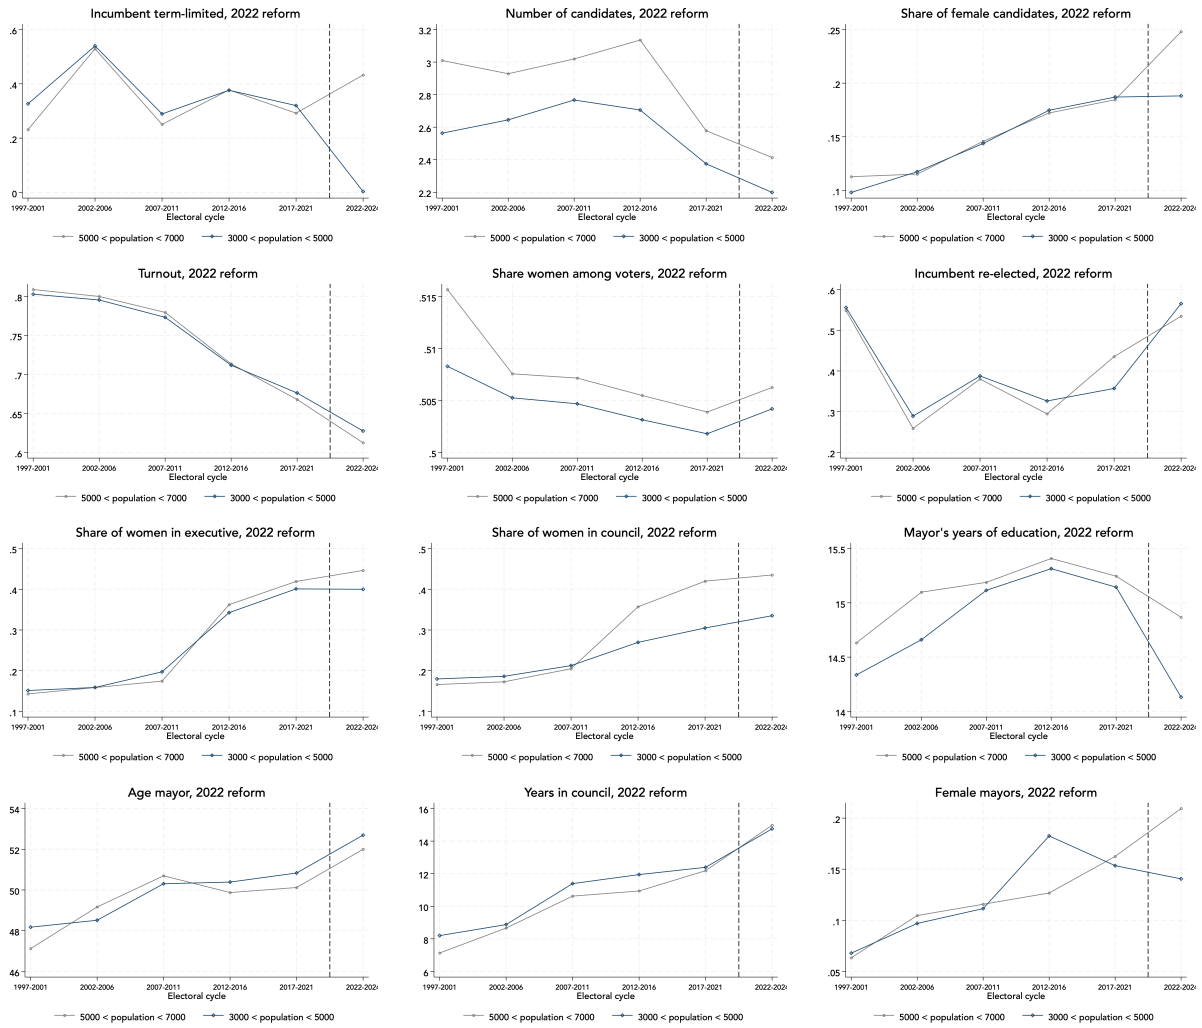 Incumbent term-limited, 2022 reform
.6
.4
.2
0
1997-2001 2002-2006 2007-2011 2012-2016 2017-2021 2022-2024
Electoral cycle
5000 < population < 7000 3000 < population < 5000
Number of candidates, 2022 reform
3.2
3
2.8
2.6
2.4
2.2
1997-2001 2002-2006 2007-2011 2012-2016 2017-2021 2022-202
Electoral cycle
5000 < population < 7000 3000 < population < 5000
Share of female candidates, 2022 reform
.25
.2
.15
.1
1997-2001 2002-2006 2007-2011 2012-2016 2017-2021 2022-202
Electoral cycle
5000 < population < 7000 3000 < population < 5000
Turnout, 2022 reform
.8
.75
.7
.65
.6
1997-2001 2002-2006 2007-2011 2012-2016 2017-2021 2022-2024
Electoral cycle
5000 < population < 7000 3000 < population < 5000
Share women among voters, 2022 reform
.515
.51
.505
.5
1997-2001 2002-2006 2007-2011 2012-2016 2017-2021 2022-202
Electoral cycle
5000 < population < 7000 3000 < population < 5000
Incumbent re-elected, 2022 reform
.6
.5
.4
.3
.2
1997-2001 2002-2006 2007-2011 2012-2016 2017-2021 2022-202
Electoral cycle
5000 < population < 7000 3000 < population < 5000
Share of women in executive, 2022 reform
.5
.4
.3
.2
.1
1997-2001 2002-2006 2007-2011 2012-2016 2017-2021 2022-2024
Electoral cycle
5000 < population < 7000 3000 < population < 5000
Share of women in council, 2022 reform
.5
.4
.3
.2
.1
1997-2001 2002-2006 2007-2011 2012-2016 2017-2021 2022-202
Electoral cycle
5000 < population < 7000 3000 < population < 5000
Mayor's years of education, 2022 reform
15.5
15
14.5
14
1997-2001 2002-2006 2007-2011 2012-2016 2017-2021 2022-202
Electoral cycle
5000 < population < 7000 3000 < population < 5000
Age mayor, 2022 reform
54
52
50
48
46
1997-2001 2002-2006 2007-2011 2012-2016 2017-2021 2022-2024
Electoral cycle
5000 < population < 7000 3000 < population < 5000
Years in council, 2022 reform
16
14
12
10
8
6
1997-2001 2002-2006 2007-2011 2012-2016 2017-2021 2022-202
Electoral cycle
5000 < population < 7000 3000 < population < 5000
Female mayors, 2022 reform
.2
.15
.1
.05
1997-2001 2002-2006 2007-2011 2012-2016 2017-2021 2022-202
Electoral cycle
5000 < population < 7000 3000 < population < 5000